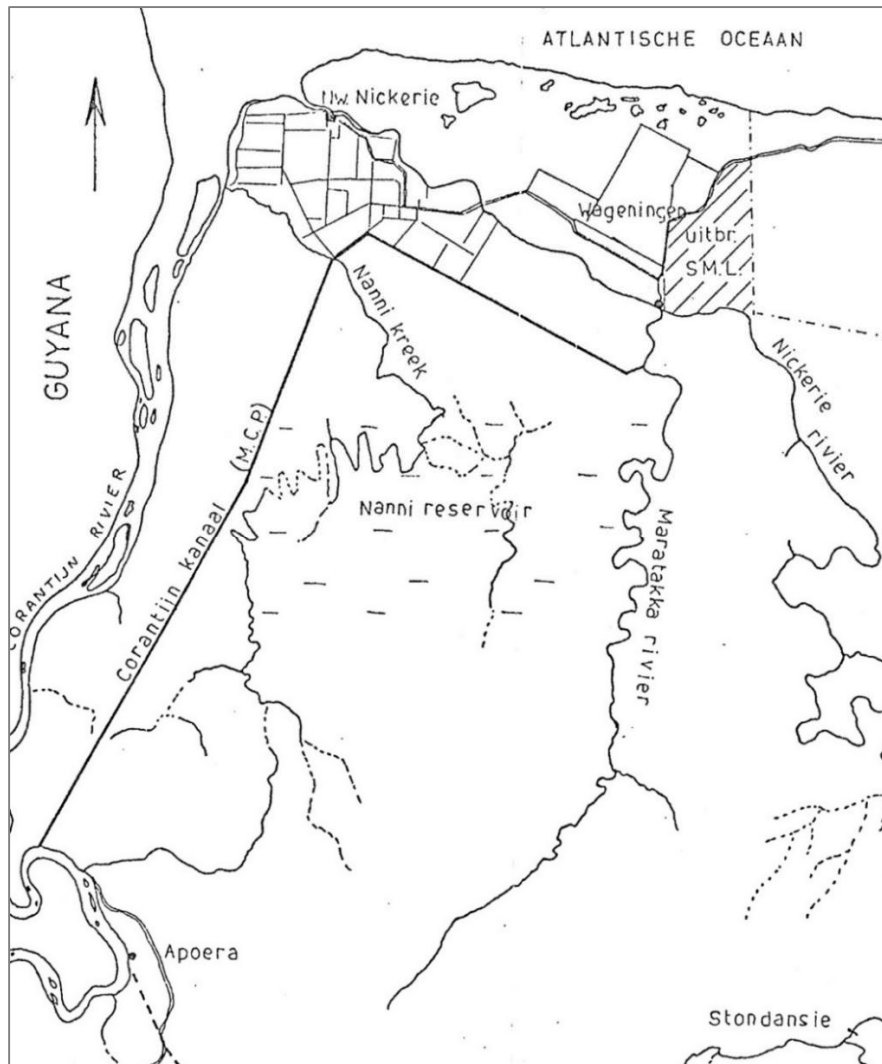 ATLANTISCHE OCEAAN
Nw. Nickerie
Wageningen
uitbr.
S.M.L.
GUYANA
Nanni kreek
Nickerie rivier
Corantijn kanaal (M.C.P.)
Nanni reservoir
Maratakka rivier
CORANTIJN RIVIER
Apoera
Stondansie